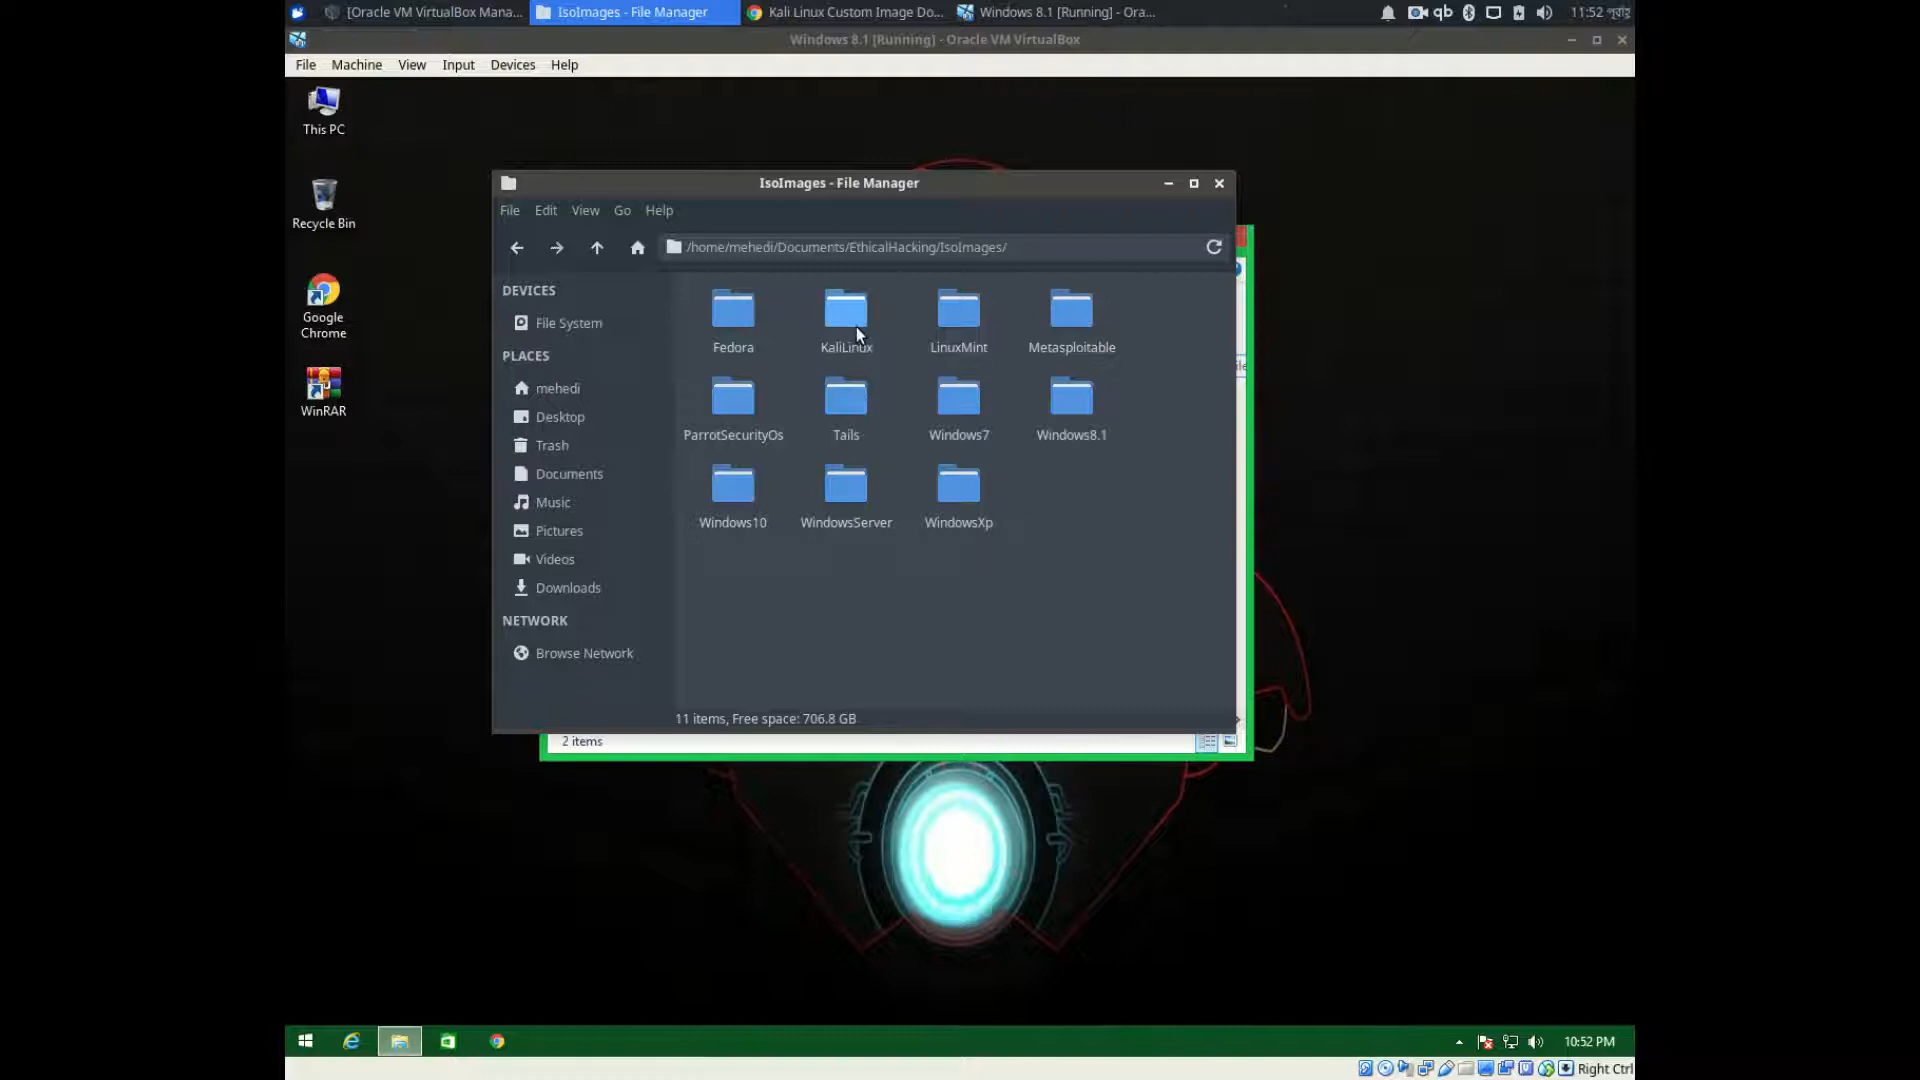 [Oracle VM VirtualBox Mana...
IsoImages - File Manager
Kali Linux Custom Image Do...
Windows 8.1 [Running] - Ora...
qb
11:52 পূর্বাহ্
Windows 8.1 [Running] - Oracle VM VirtualBox
File Machine View Input Devices Help
This PC
Recycle Bin
Google
Chrome
WinRAR
IsoImages - File Manager
File Edit View Go Help
/home/mehedi/Documents/EthicalHacking/IsoImages/
DEVICES
File System
PLACES
mehedi
Desktop
Trash
Documents
Music
Pictures
Videos
Downloads
NETWORK
Browse Network
Fedora KaliLinux LinuxMint Metasploitable
ParrotSecurityOs Tails Windows7 Windows8.1
Windows10 WindowsServer WindowsXp
11 items, Free space: 706.8 GB
2 items
10:52 PM
Right Ctrl